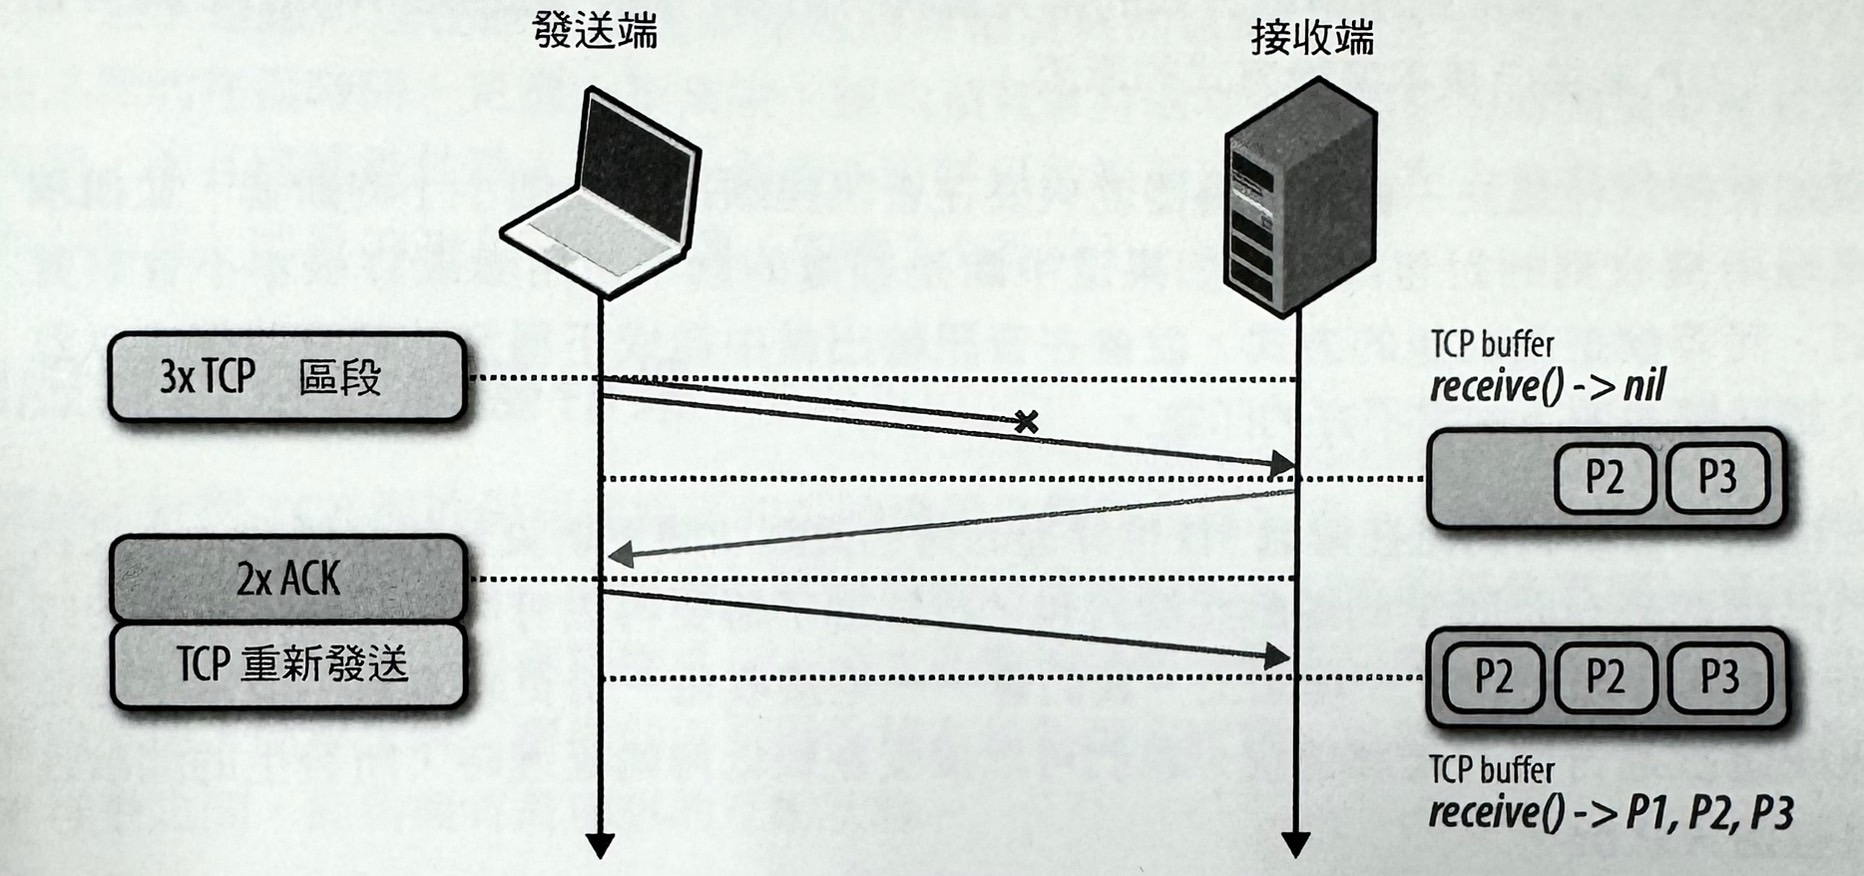 發送端
接收端
3x TCP 區段
TCP buffer
receive() -> nil
P2 P3
2x ACK
TCP 重新發送
P2 P2 P3
TCP buffer
receive() -> P1, P2, P3